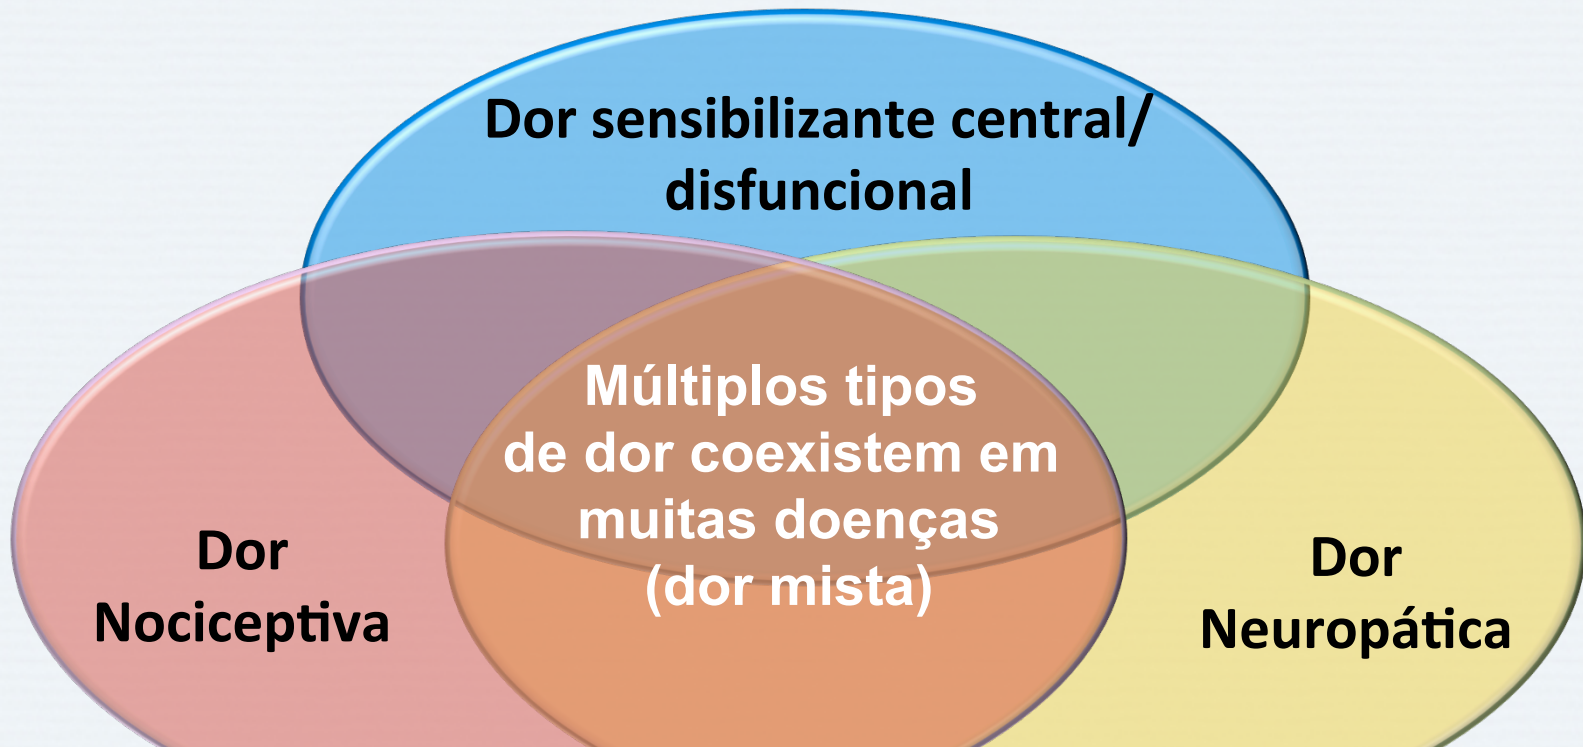 Dor sensibilizante central/
disfuncional
Múltiplos tipos
de dor coexistem em
muitas doenças
(dor mista)
Dor
Nociceptiva
Dor
Neuropática